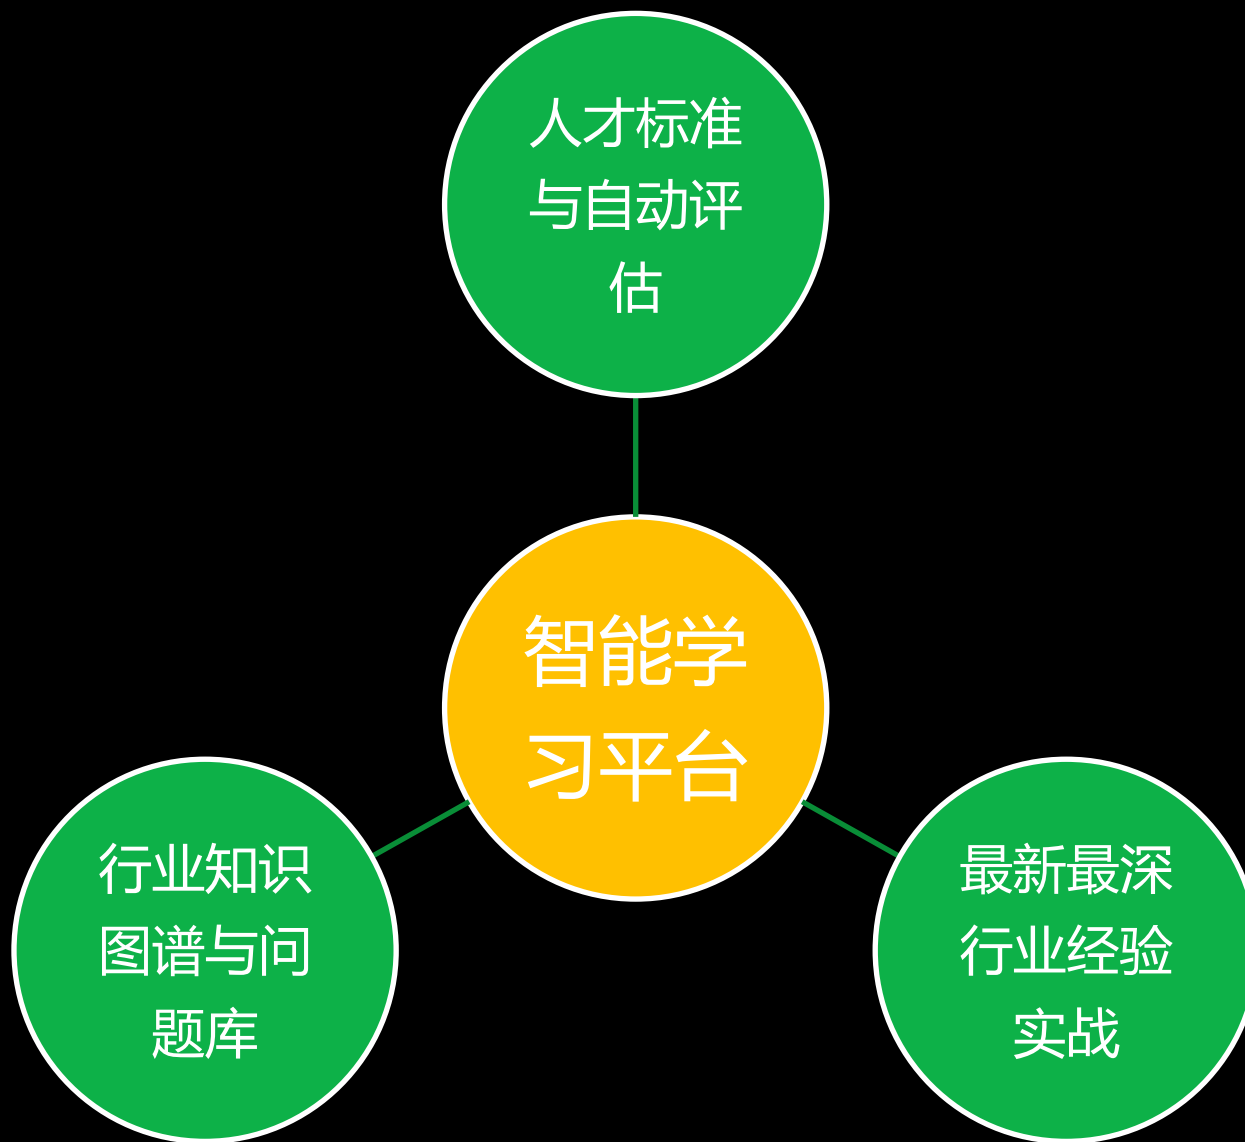 人才标准
与自动评
估
智能学
习平台
行业知识
图谱与问
题库
最新最深
行业经验
实战